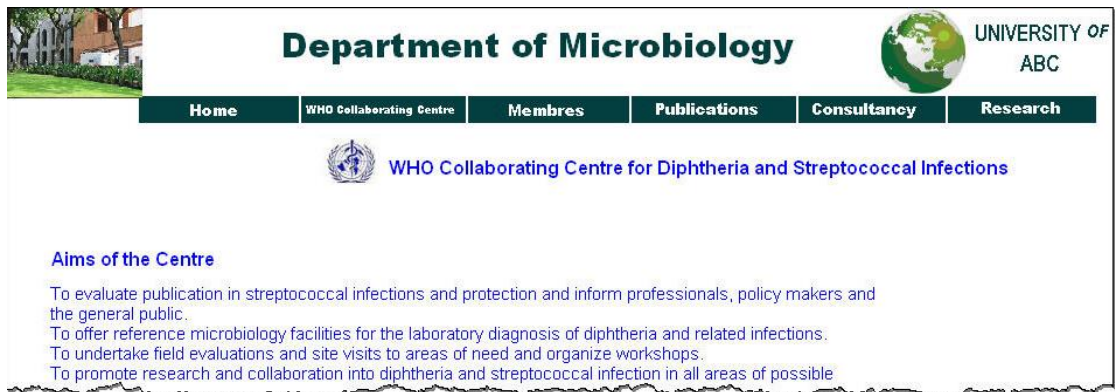 Department of Microbiology
UNIVERSITY OF
ABC
Home WHO Collaborating Centre Membres Publications Consultancy Research
WHO Collaborating Centre for Diphtheria and Streptococcal Infections
Aims of the Centre
To evaluate publication in streptococcal infections and protection and inform professionals, policy makers and
the general public.
To offer reference microbiology facilities for the laboratory diagnosis of diphtheria and related infections.
To undertake field evaluations and site visits to areas of need and organize workshops.
To promote research and collaboration into diphtheria and streptococcal infection in all areas of possible